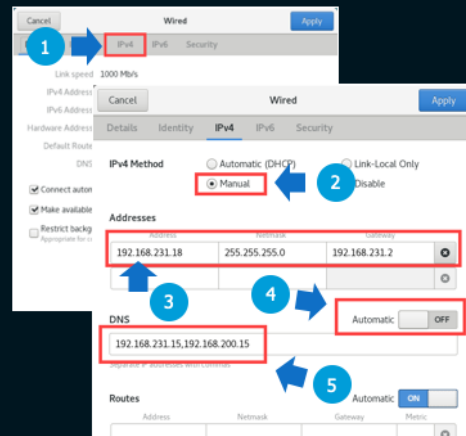 Cancel Wired Apply
1 IPv4 IPv6 Security
Link speed 1000 Mb/s
IPv4 Address
IPv6 Address
Hardware Address
Default Route
DNS
Connect
Make available
Restrict
Cancel Wired Apply
Details Identity IPv4 IPv6 Security
IPv4 Method Automatic (DHCP) Link-Local Only
Manual 2 Disable
Addresses
Address Netmask Gateway
192.168.231.18 255.255.255.0 192.168.231.2
3 4
DNS Automatic OFF
192.168.231.15,192.168.200.15
Separate IP addresses with commas
5
Routes Automatic ON
Address Netmask Gateway Metric